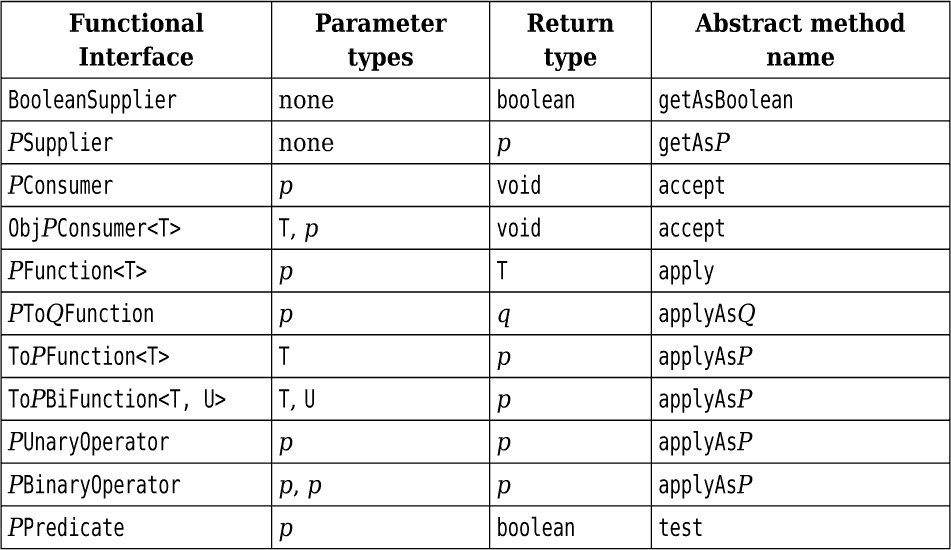 Functional Interface Parameter types Return type Abstract method name
BooleanSupplier none boolean getAsBoolean
PSupplier none p getAsP
PConsumer p void accept
ObjPConsumer<T> T, p void accept
PFunction<T> p T apply
PToQFunction p q applyAsQ
ToPFunction<T> T p applyAsP
ToPBiFunction<T, U> T, U p applyAsP
PUnaryOperator p p applyAsP
PBinaryOperator p, p p applyAsP
PPredicate p boolean test